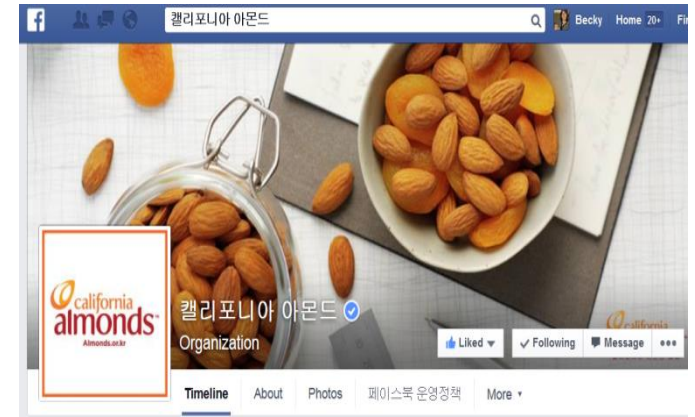 f 캘리포니아 아몬드 Becky Home 20+ Fin
california
almonds
Almonds.or.kr
캘리포니아 아몬드
Organization
california
Liked Following Message
Timeline About Photos 페이스북 운영정책 More